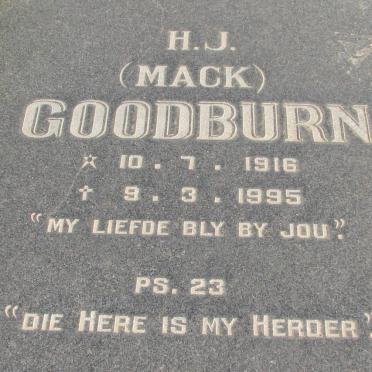 H.J.
(MACK)
GOODBURN
☆ 10 . 7 . 1916
✝ 9 . 3 . 1995
"MY LIEFDE BLY BY JOU".
PS. 23
"DIE HERE IS MY HERDER".